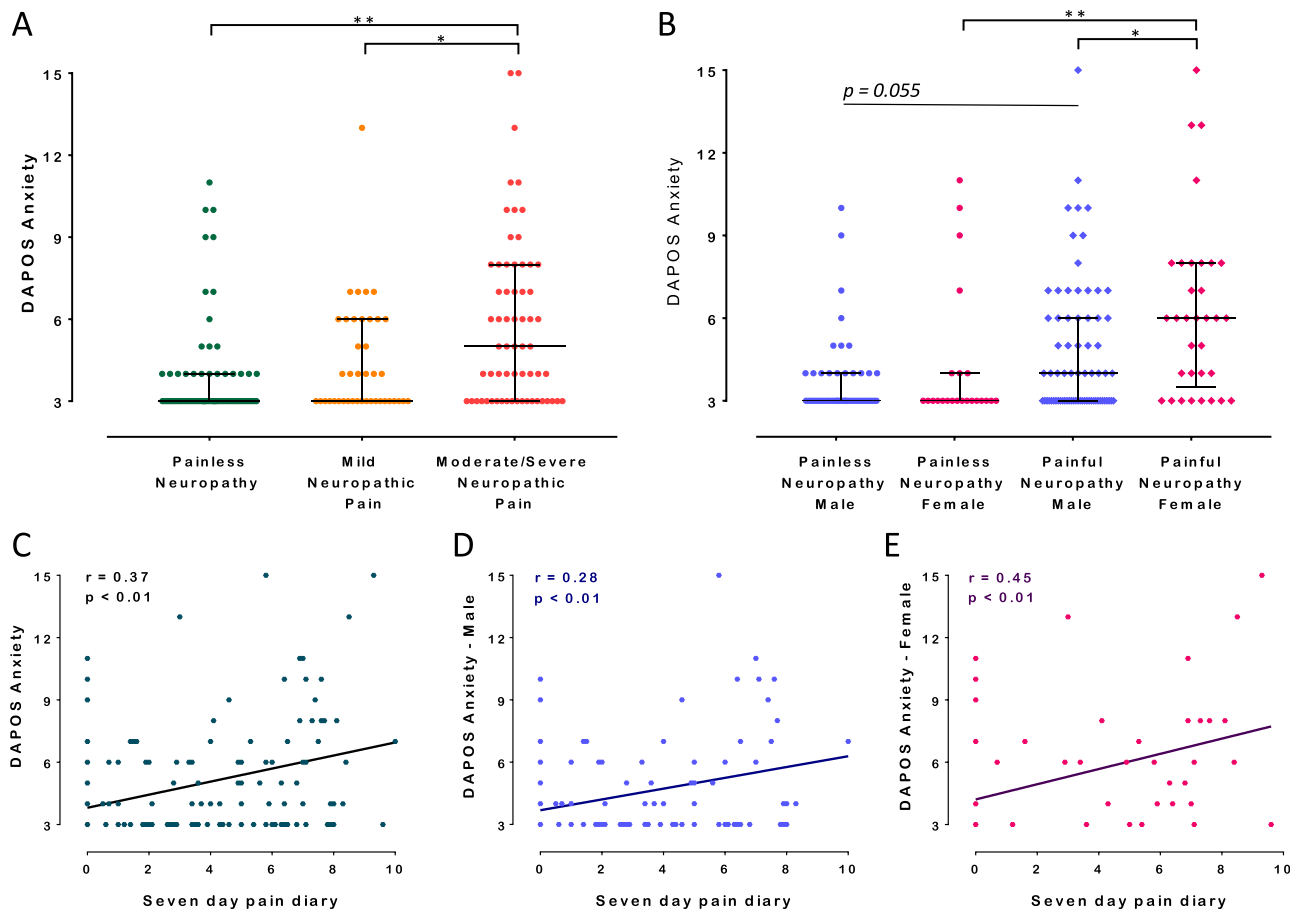 A
**
*
DAPOS Anxiety
15
12
9
6
3
Painless
Neuropathy
Mild
Neuropathic
Pain
Moderate/Severe
Neuropathic
Pain
B
**
*
p = 0.055
DAPOS Anxiety
15
12
9
6
3
Painless
Neuropathy
Male
Painless
Neuropathy
Female
Painful
Neuropathy
Male
Painful
Neuropathy
Female
C
r = 0.37
p < 0.01
DAPOS Anxiety
15
12
9
6
3
0 2 4 6 8 10
Seven day pain diary
D
r = 0.28
p < 0.01
DAPOS Anxiety - Male
15
12
9
6
3
0 2 4 6 8 10
Seven day pain diary
E
r = 0.45
p < 0.01
DAPOS Anxiety - Female
15
12
9
6
3
0 2 4 6 8 10
Seven day pain diary